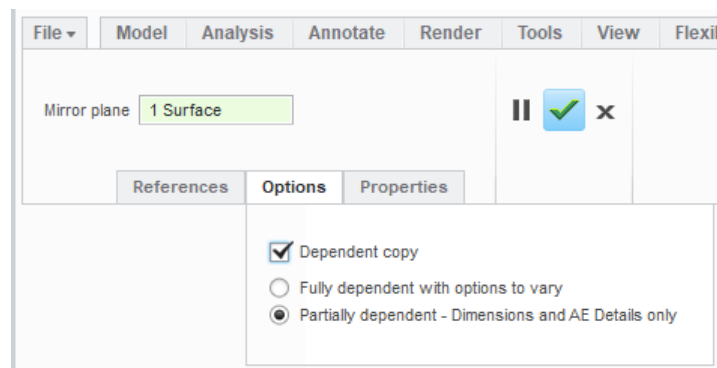 File Model Analysis Annotate Render Tools View
Mirror plane 1 Surface
References Options Properties
Dependent copy
Fully dependent with options to vary
Partially dependent - Dimensions and AE Details only